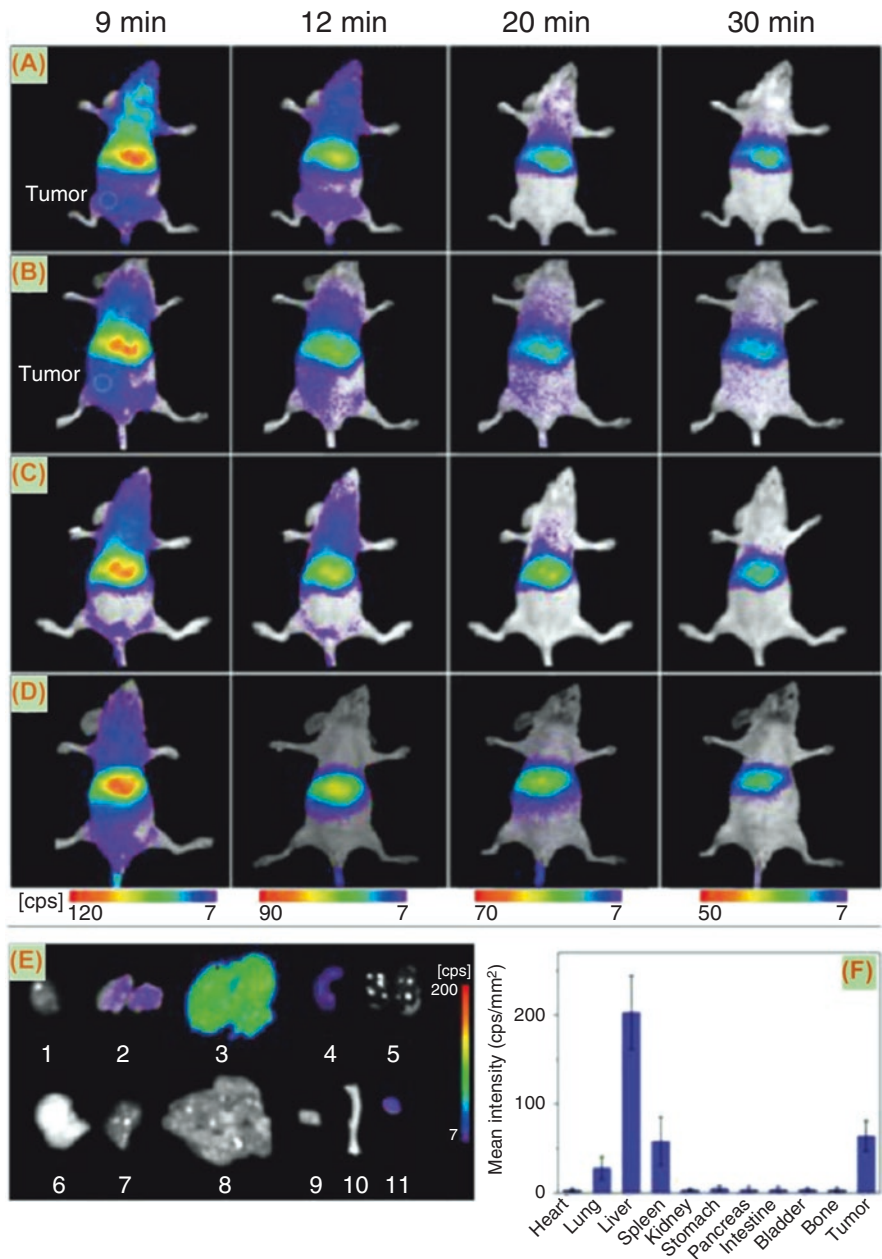 9 min 12 min 20 min 30 min
(A)
Tumor
(B)
Tumor
(C)
(D)
[cps] 120 7 90 7 70 7 50 7
(E)
[cps]
200
7
1 2 3 4 5
6 7 8 9 10 11
(F)
Mean intensity (cps/mm²)
200
100
0
Heart
Lung
Liver
Spleen
Kidney
Stomach
Pancreas
Intestine
Bladder
Bone
Tumor